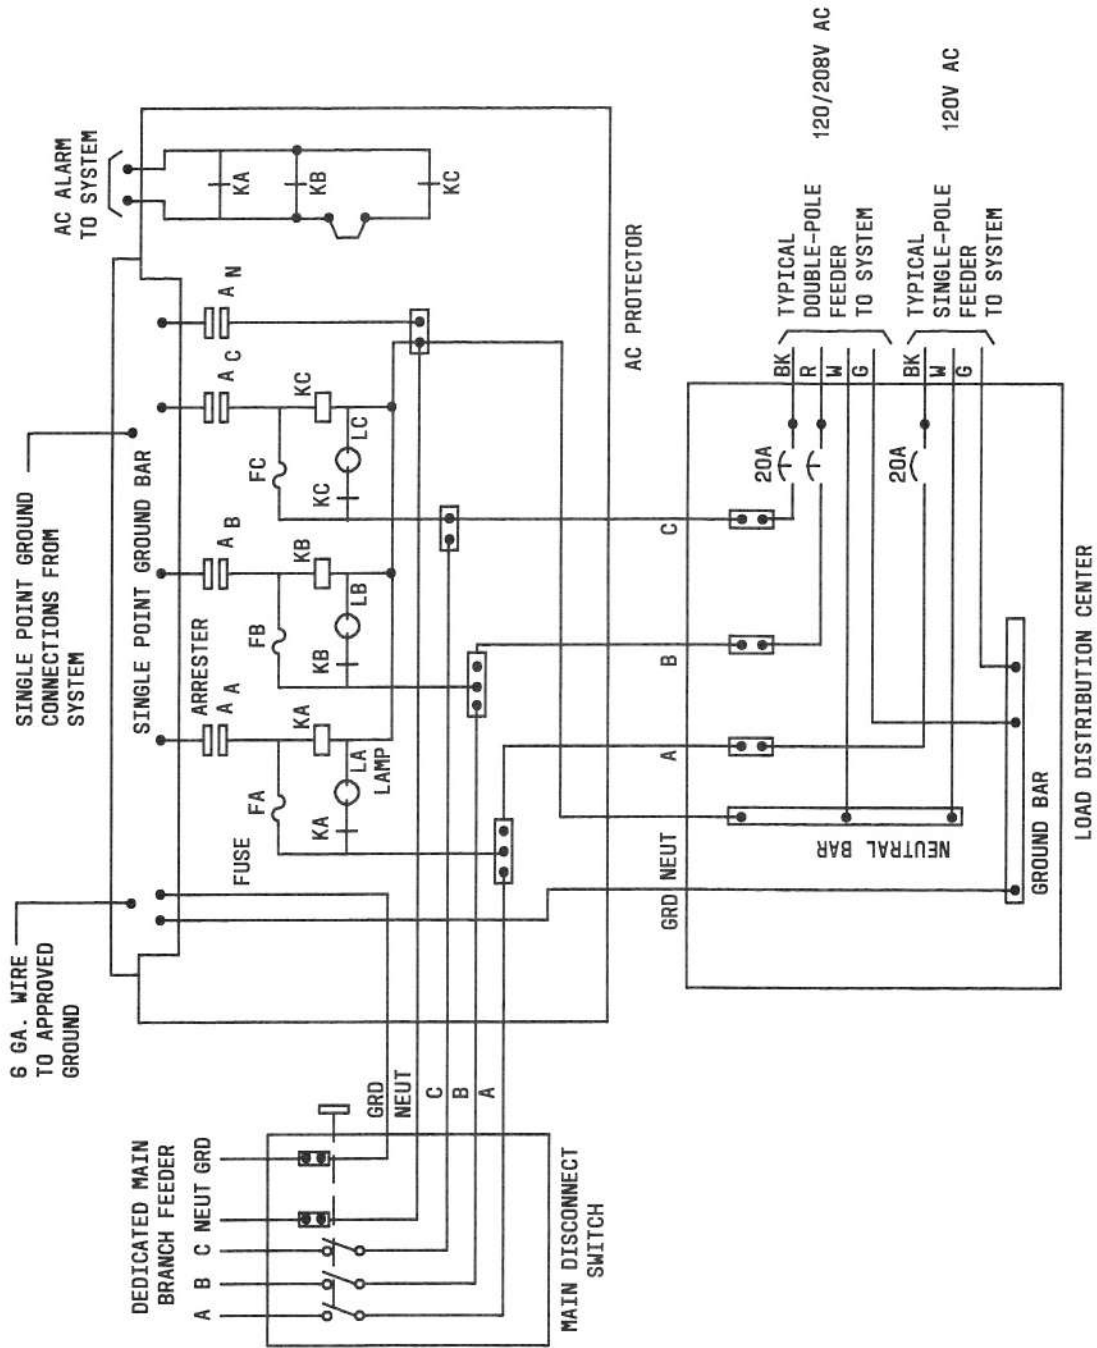 6 GA. WIRE
TO APPROVED
GROUND
SINGLE POINT GROUND
CONNECTIONS FROM
SYSTEM
AC ALARM
TO SYSTEM
SINGLE POINT GROUND BAR
ARRESTER
A A
A B
A C
A N
FUSE
FA
KA
KA
LA
LAMP
FB
KB
KB
LB
FC
KC
KC
LC
KA
KB
KC
AC PROTECTOR
DEDICATED MAIN
BRANCH FEEDER
A B C NEUT GRD
GRD
NEUT
C
B
A
MAIN DISCONNECT
SWITCH
GRD NEUT A B C
20A
20A
NEUTRAL BAR
GROUND BAR
BK
R
W
G
BK
W
G
TYPICAL
DOUBLE-POLE
FEEDER
TO SYSTEM
120/208V AC
TYPICAL
SINGLE-POLE
FEEDER
TO SYSTEM
120V AC
LOAD DISTRIBUTION CENTER